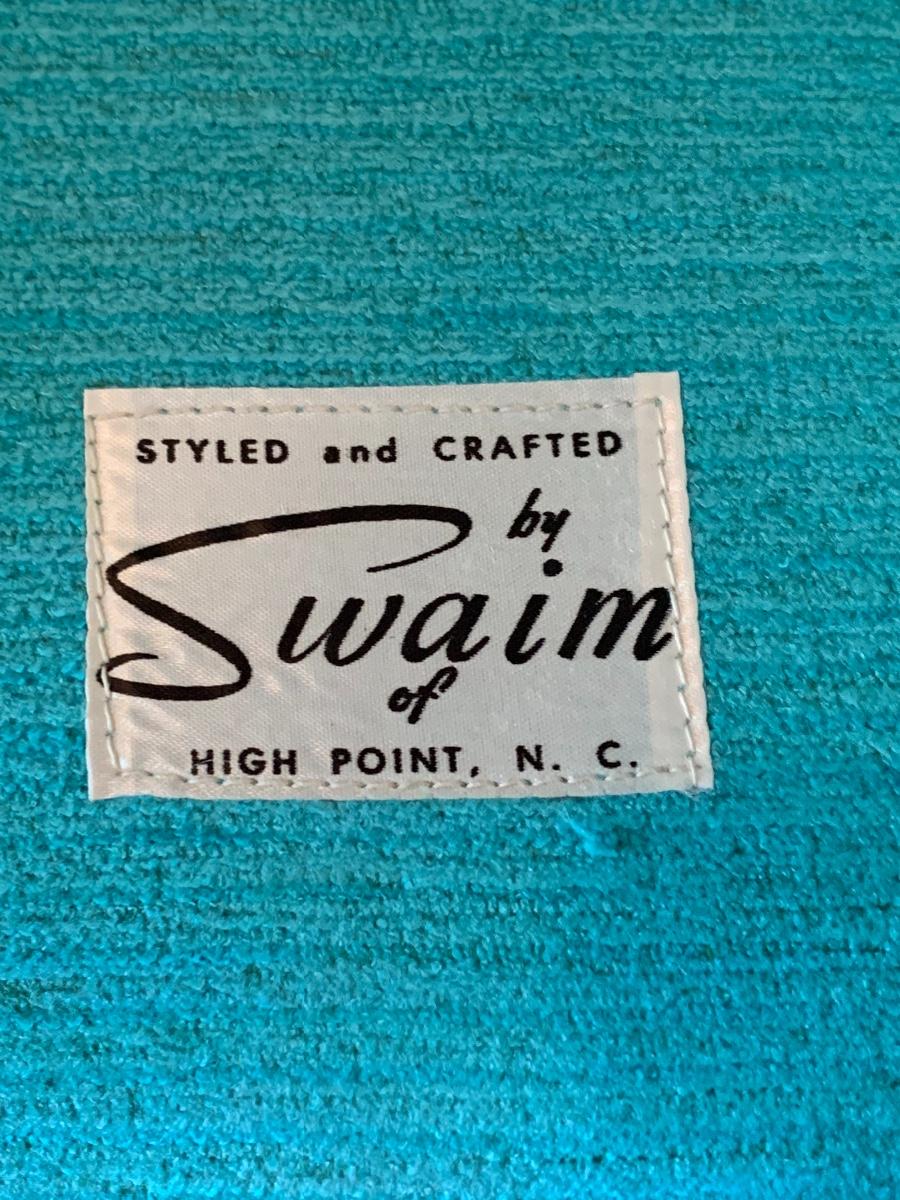 STYLED and CRAFTED
by
Swaim
of
HIGH POINT, N. C.